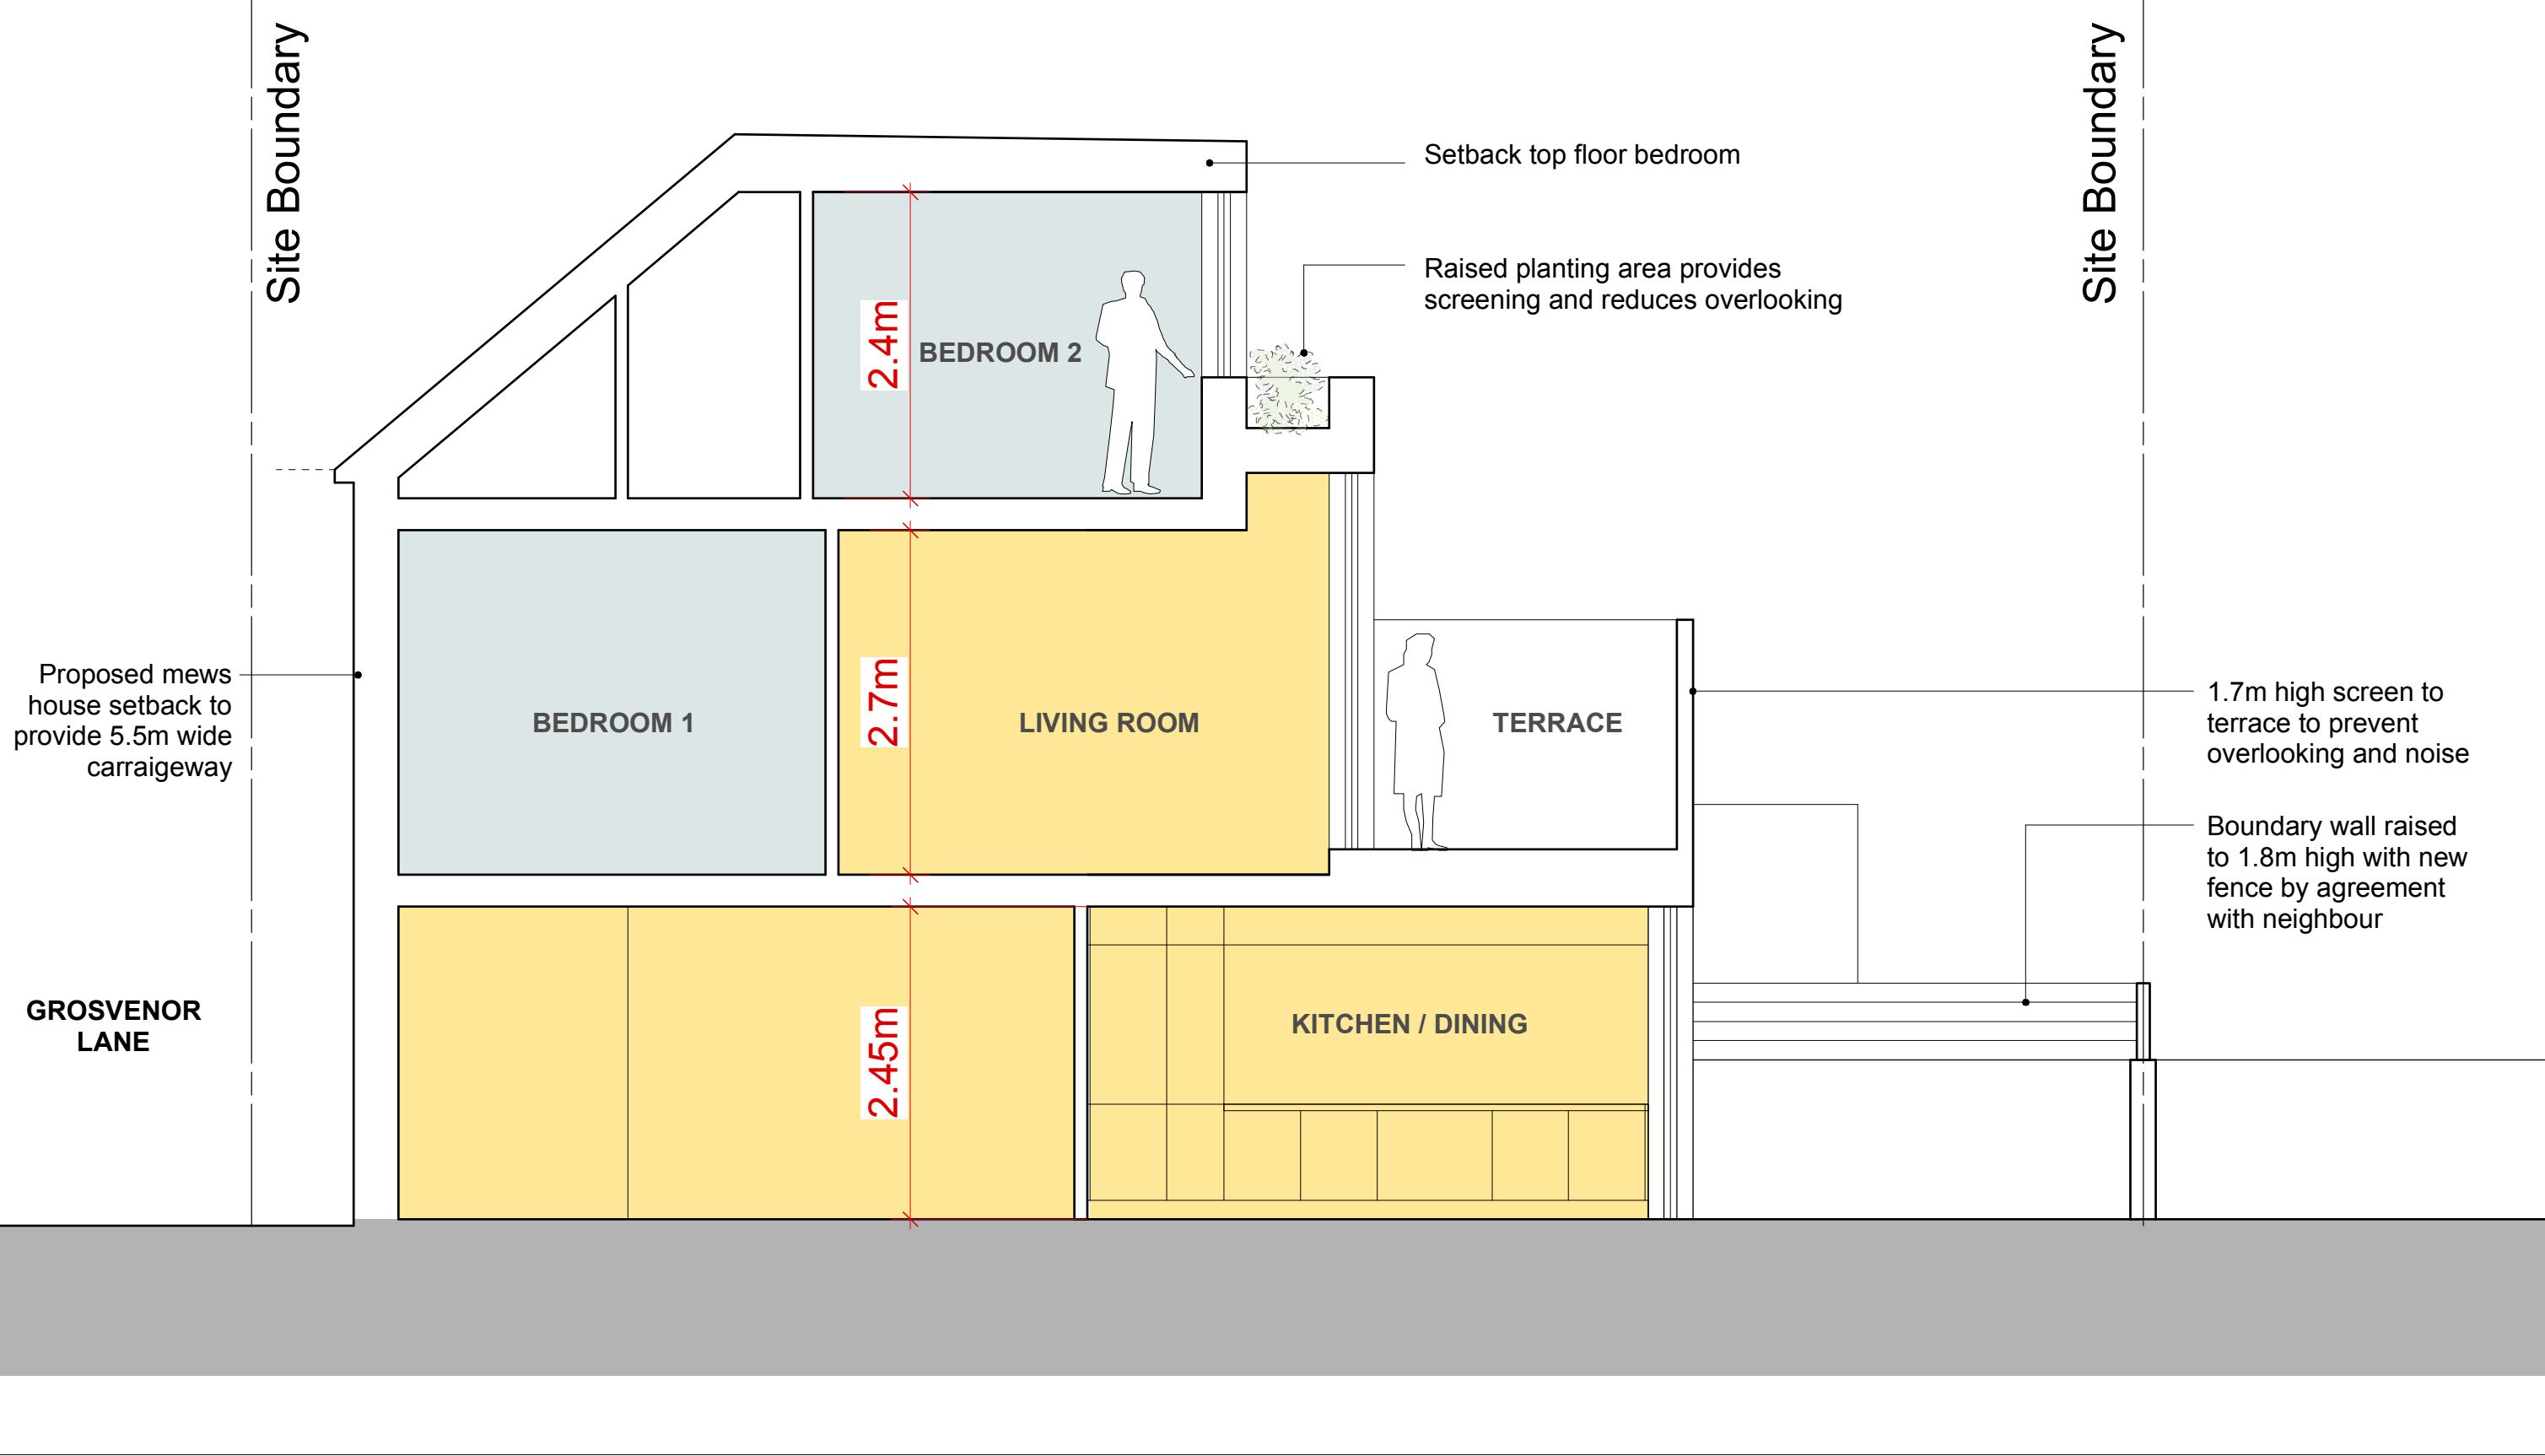 Site Boundary
Site Boundary
Setback top floor bedroom
Raised planting area provides
screening and reduces overlooking
2.4m
BEDROOM 2
Proposed mews
house setback to
provide 5.5m wide
carraigeway
BEDROOM 1
2.7m
LIVING ROOM
TERRACE
1.7m high screen to
terrace to prevent
overlooking and noise
Boundary wall raised
to 1.8m high with new
fence by agreement
with neighbour
GROSVENOR
LANE
2.45m
KITCHEN / DINING